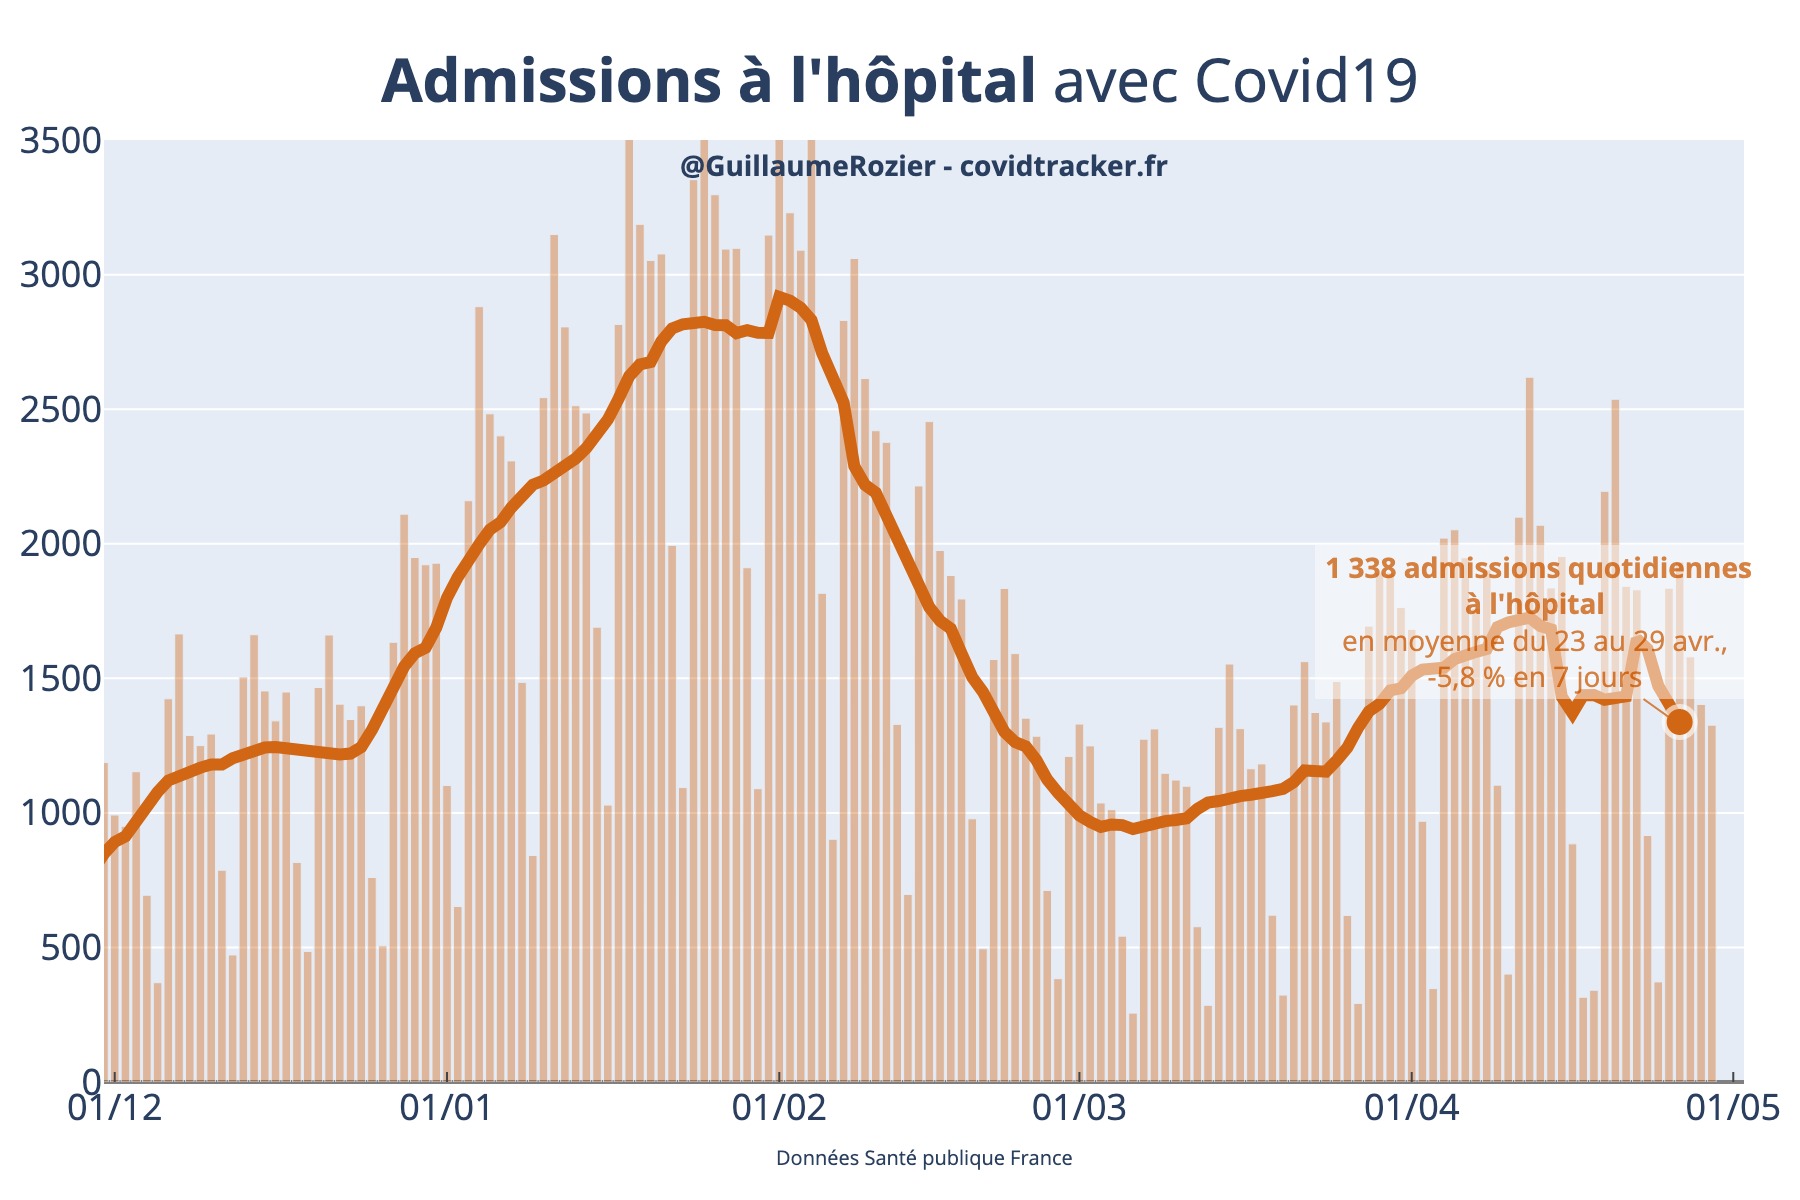 Admissions à l'hôpital avec Covid19
@GuillaumeRozier - covidtracker.fr
3500
3000
2500
2000
1500
1000
500
0
1 338 admissions quotidiennes
à l'hôpital
en moyenne du 23 au 29 avr.,
-5,8 % en 7 jours
01/12 01/01 01/02 01/03 01/04 01/05
Données Santé publique France